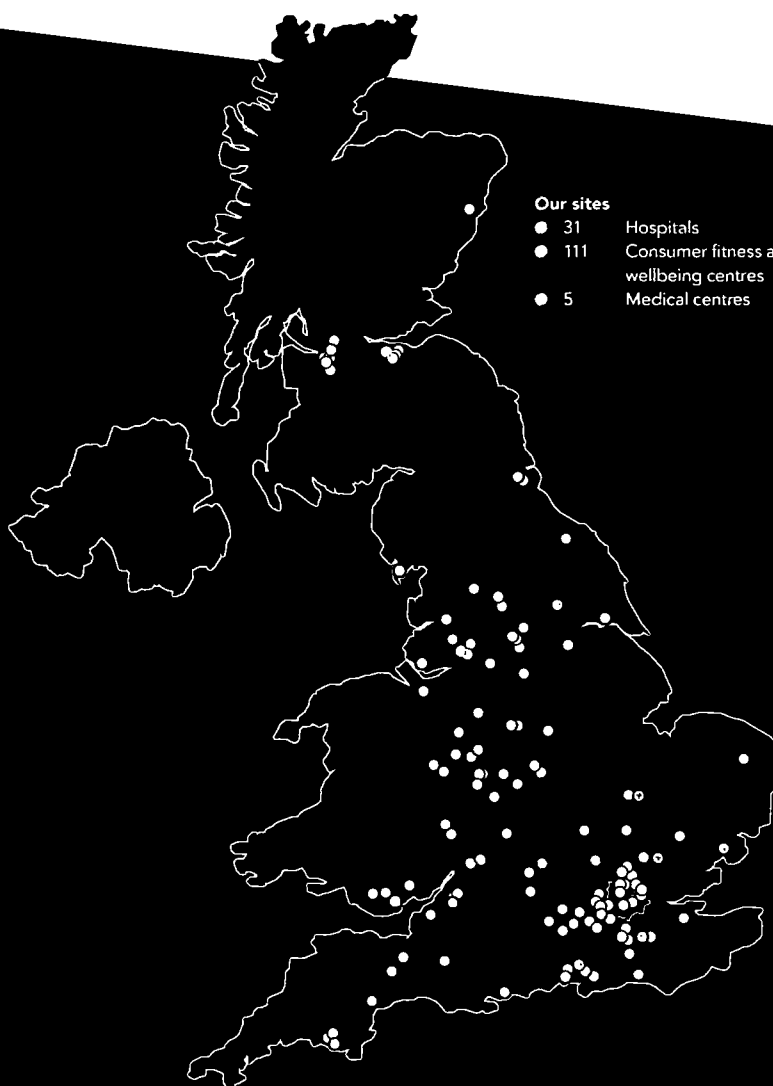 Our sites
31 Hospitals
111 Consumer fitness a
wellbeing centres
5 Medical centres